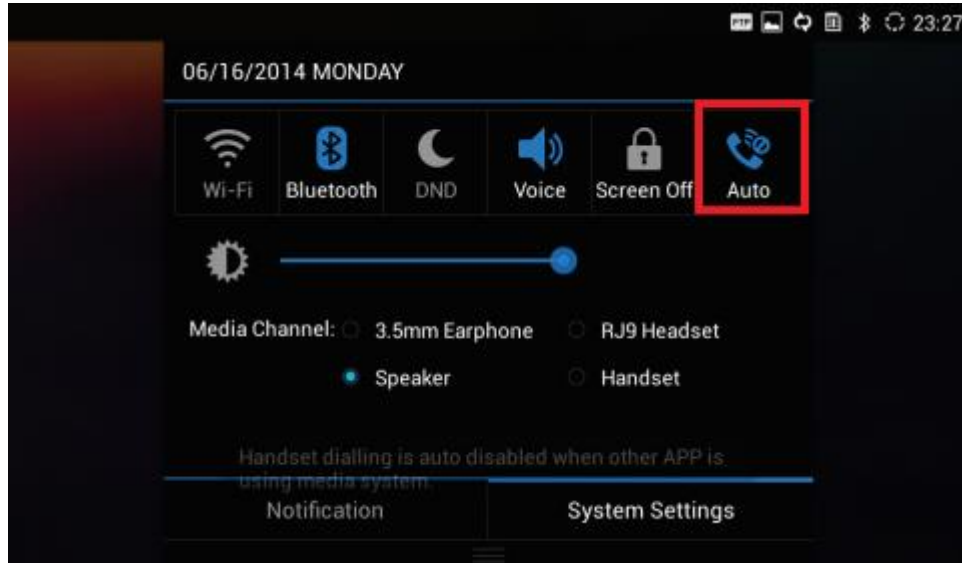 FTP 23:27
06/16/2014 MONDAY
Wi-Fi Bluetooth DND Voice Screen Off Auto
Media Channel: 3.5mm Earphone RJ9 Headset
Speaker Handset
Handset dialling is auto disabled when other APP is
using media system.
Notification System Settings